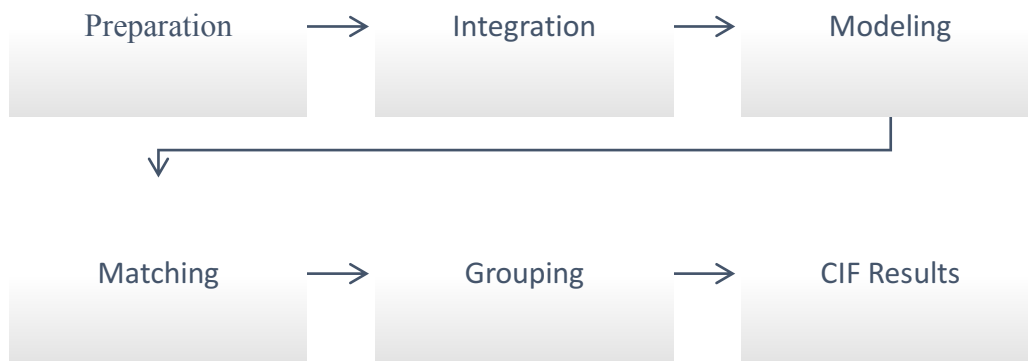 Preparation
Integration
Modeling
Matching
Grouping
CIF Results